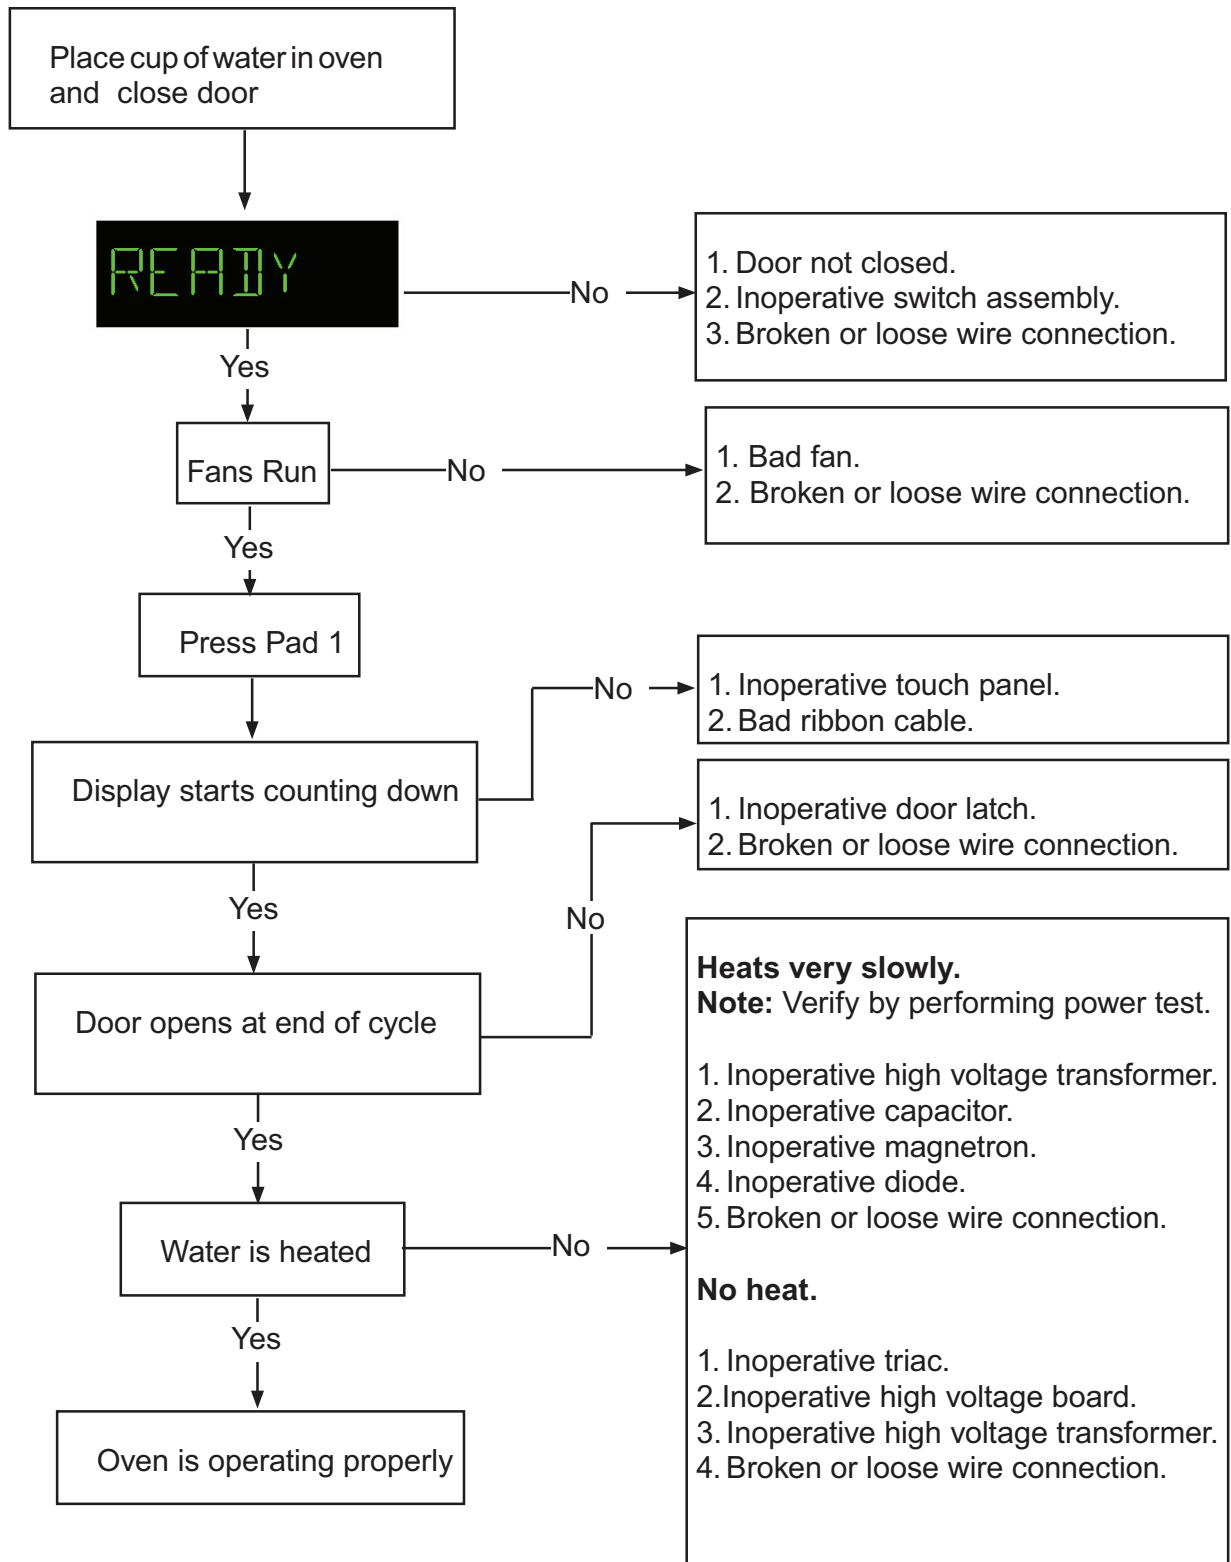 Place cup of water in oven
and close door
READY
No
1. Door not closed.
2. Inoperative switch assembly.
3. Broken or loose wire connection.
Yes
Fans Run
No
1. Bad fan.
2. Broken or loose wire connection.
Yes
Press Pad 1
No
1. Inoperative touch panel.
2. Bad ribbon cable.
Display starts counting down
1. Inoperative door latch.
2. Broken or loose wire connection.
Yes
No
Door opens at end of cycle
Heats very slowly.
Note: Verify by performing power test.
1. Inoperative high voltage transformer.
2. Inoperative capacitor.
3. Inoperative magnetron.
4. Inoperative diode.
5. Broken or loose wire connection.
Yes
Water is heated
No
No heat.
1. Inoperative triac.
2.Inoperative high voltage board.
3. Inoperative high voltage transformer.
4. Broken or loose wire connection.
Yes
Oven is operating properly